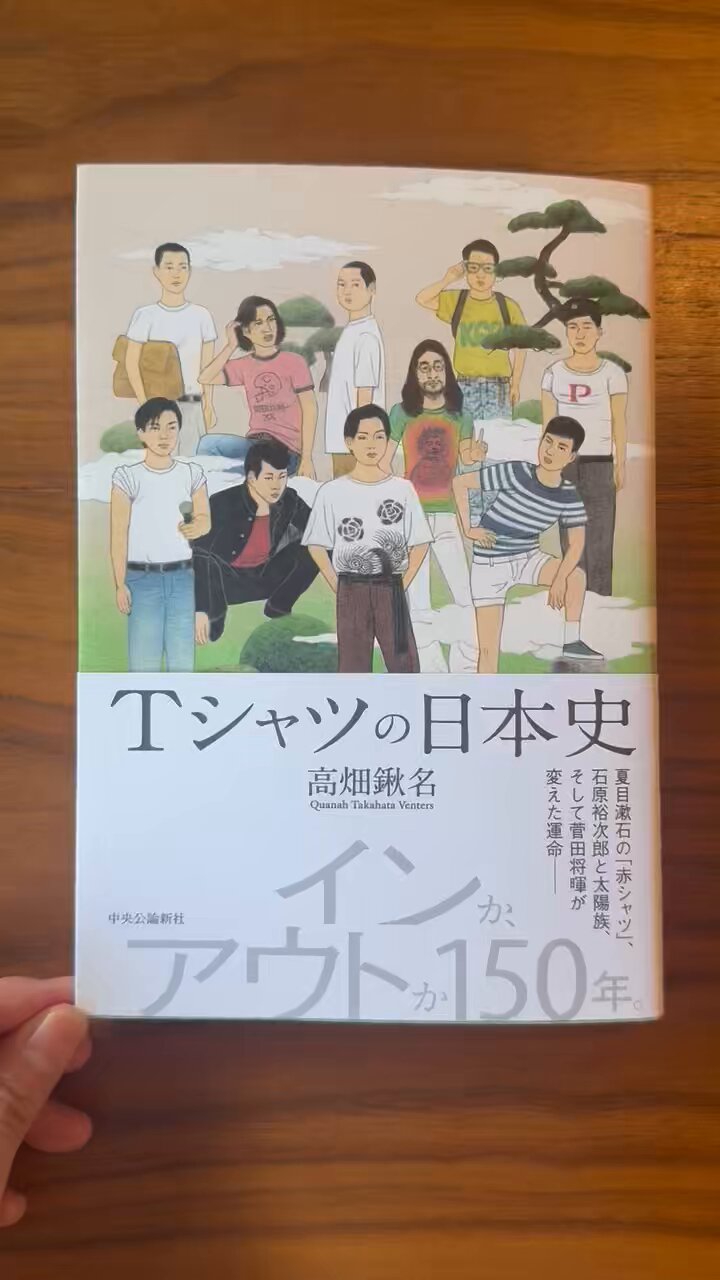 P
Tシャツの日本史
高畑鍬名
Quanah Takahata Venters
夏目漱石の「赤シャツ」、
石原裕次郎と太陽族、
そして菅田将暉が
変えた運命――
インか、
アウトか150年。
中央公論新社